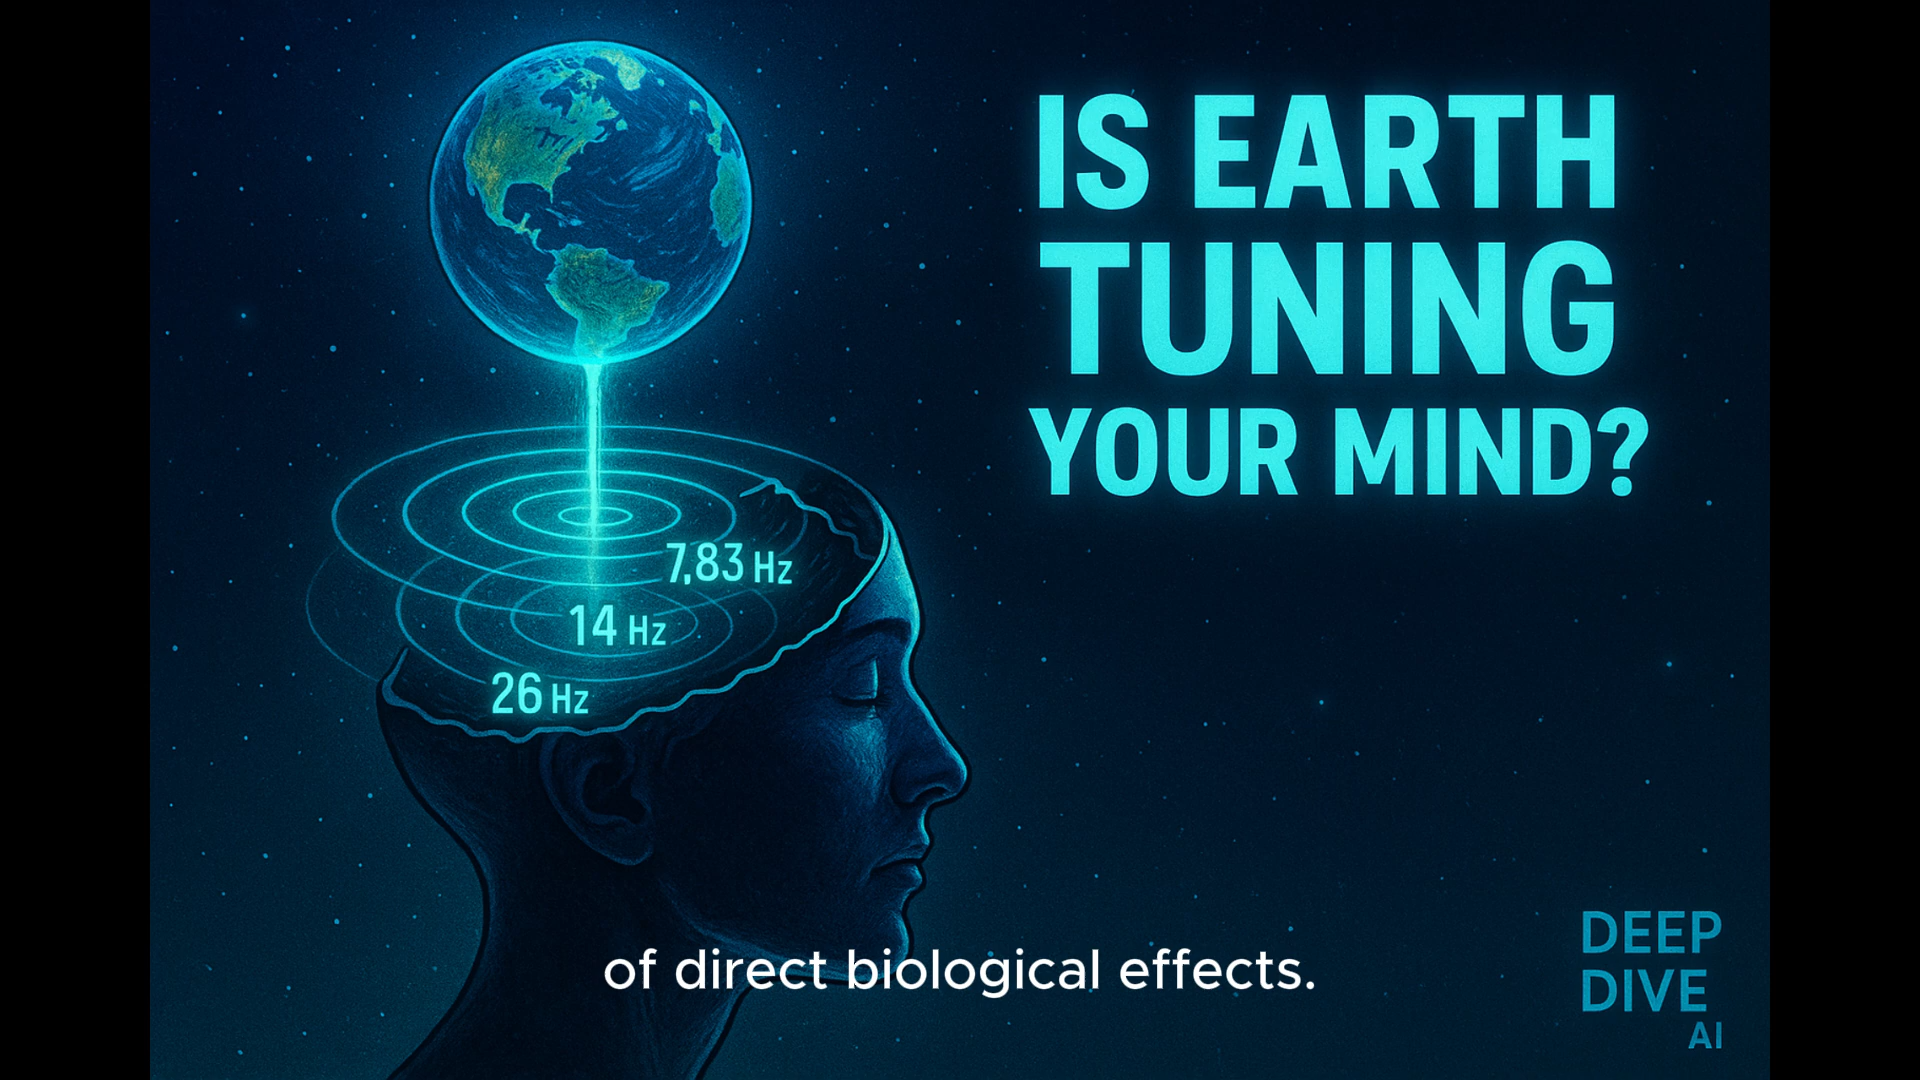 IS EARTH
TUNING
YOUR MIND?
7,83 Hz
14 Hz
26 Hz
of direct biological effects.
DEEP
DIVE
AI